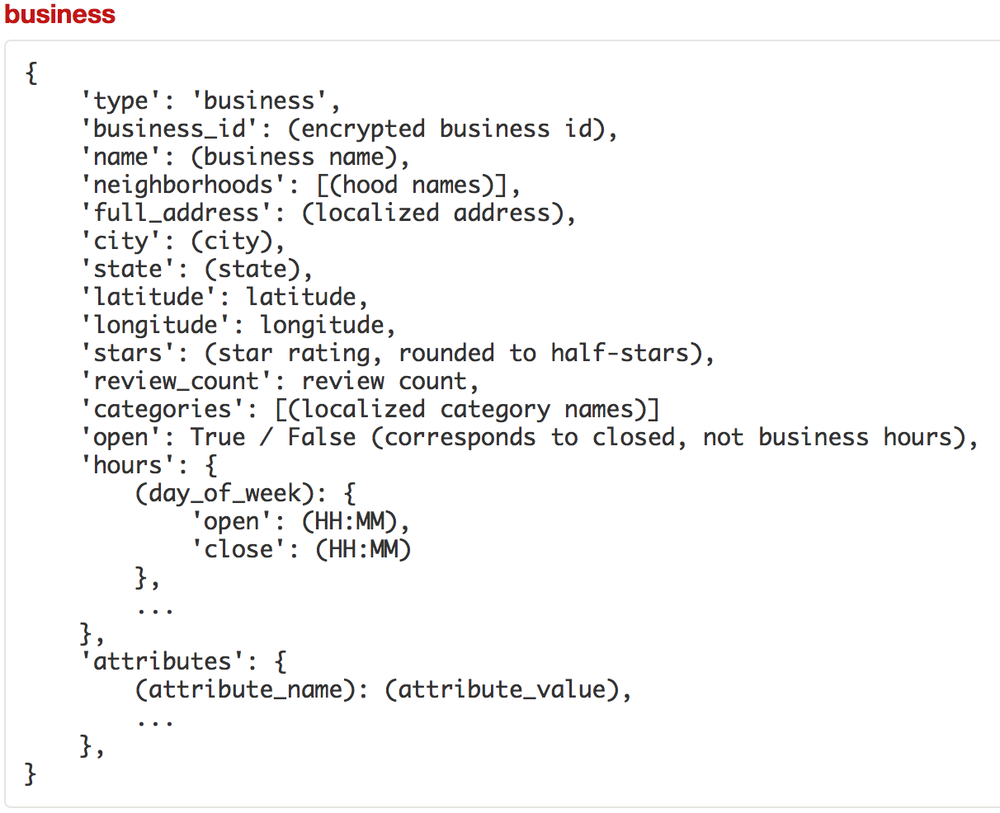 business
{
    'type': 'business',
    'business_id': (encrypted business id),
    'name': (business name),
    'neighborhoods': [(hood names)],
    'full_address': (localized address),
    'city': (city),
    'state': (state),
    'latitude': latitude,
    'longitude': longitude,
    'stars': (star rating, rounded to half-stars),
    'review_count': review count,
    'categories': [(localized category names)]
    'open': True / False (corresponds to closed, not business hours),
    'hours': {
        (day_of_week): {
            'open': (HH:MM),
            'close': (HH:MM)
        },
        ...
    },
    'attributes': {
        (attribute_name): (attribute_value),
        ...
    },
}